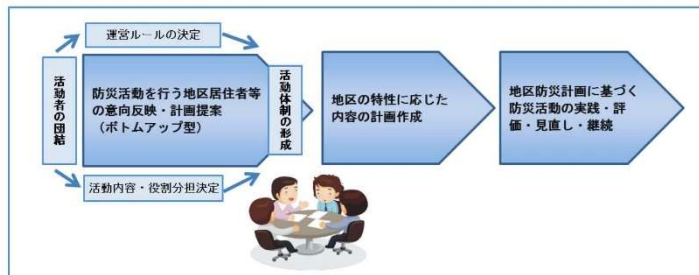 運営ルールの決定
活動者の団結
防災活動を行う地区居住者等
の意向反映・計画提案
（ボトムアップ型）
活動体制の形成
活動内容・役割分担決定
地区の特性に応じた
内容の計画作成
地区防災計画に基づく
防災活動の実践・評
価・見直し・継続